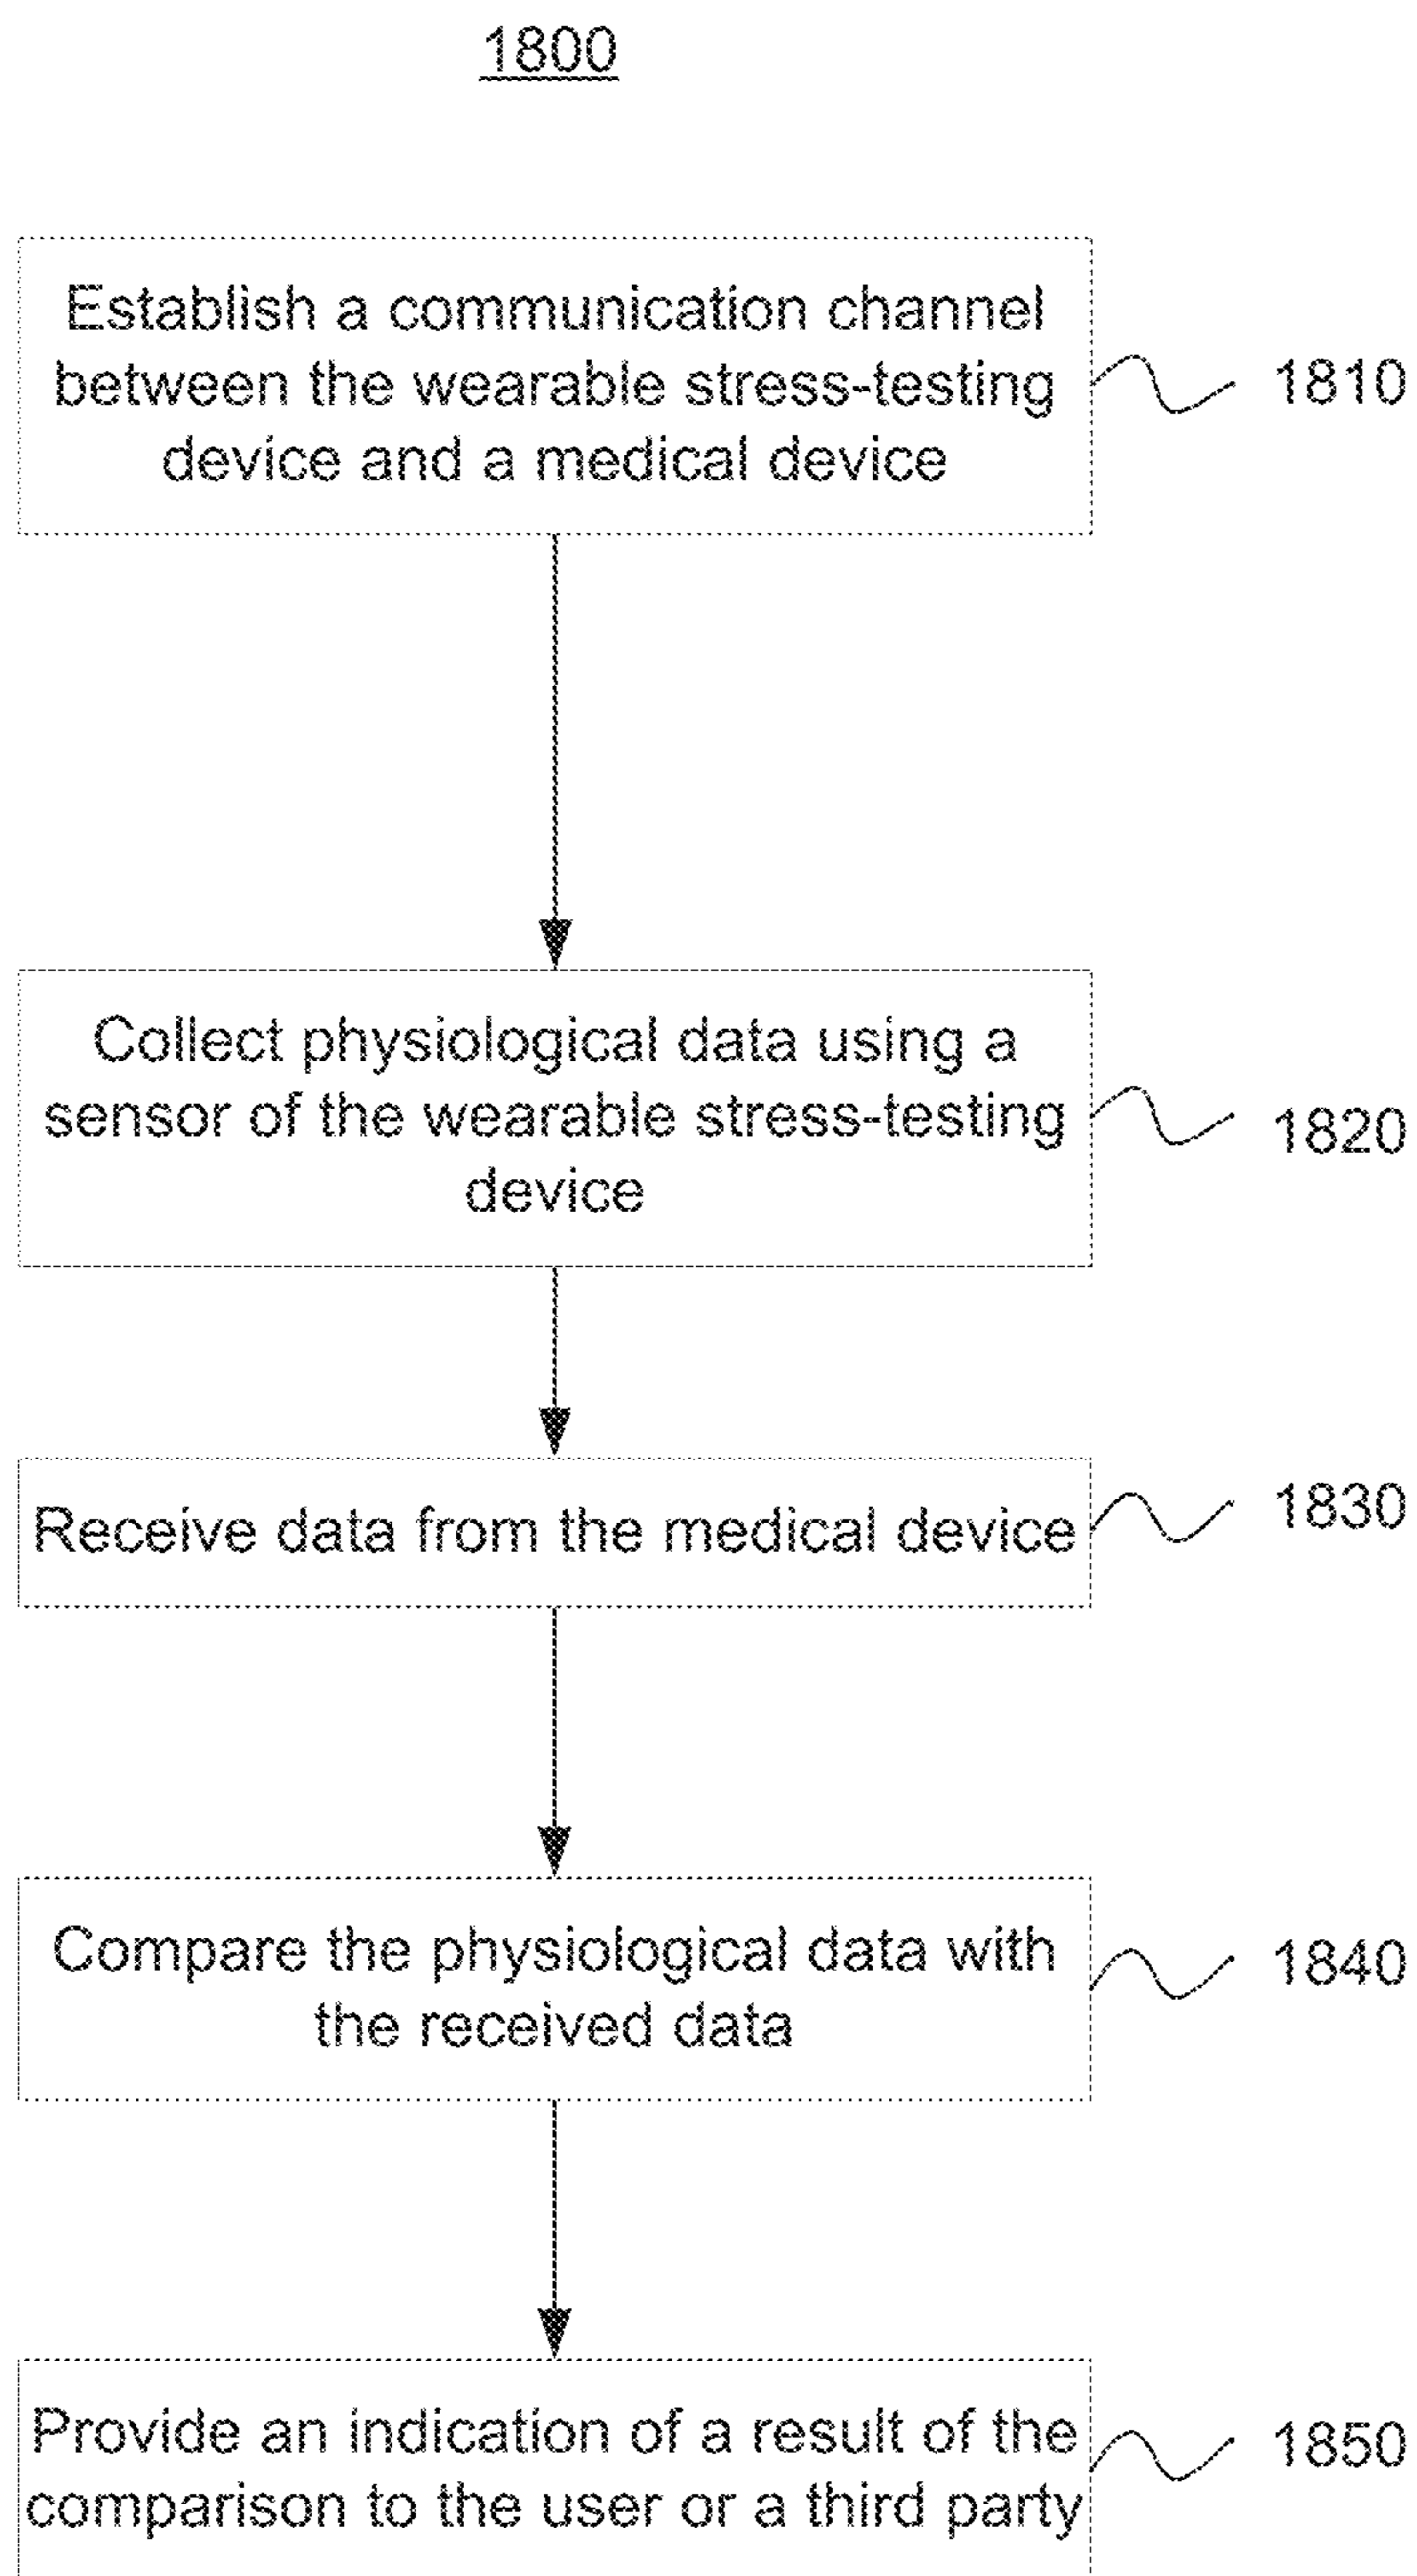 1800
Establish a communication channel
between the wearable stress-testing
device and a medical device
1810
Collect physiological data using a
sensor of the wearable stress-testing
device
1820
Receive data from the medical device
1830
Compare the physiological data with
the received data
1840
Provide an indication of a result of the
comparison to the user or a third party
1850